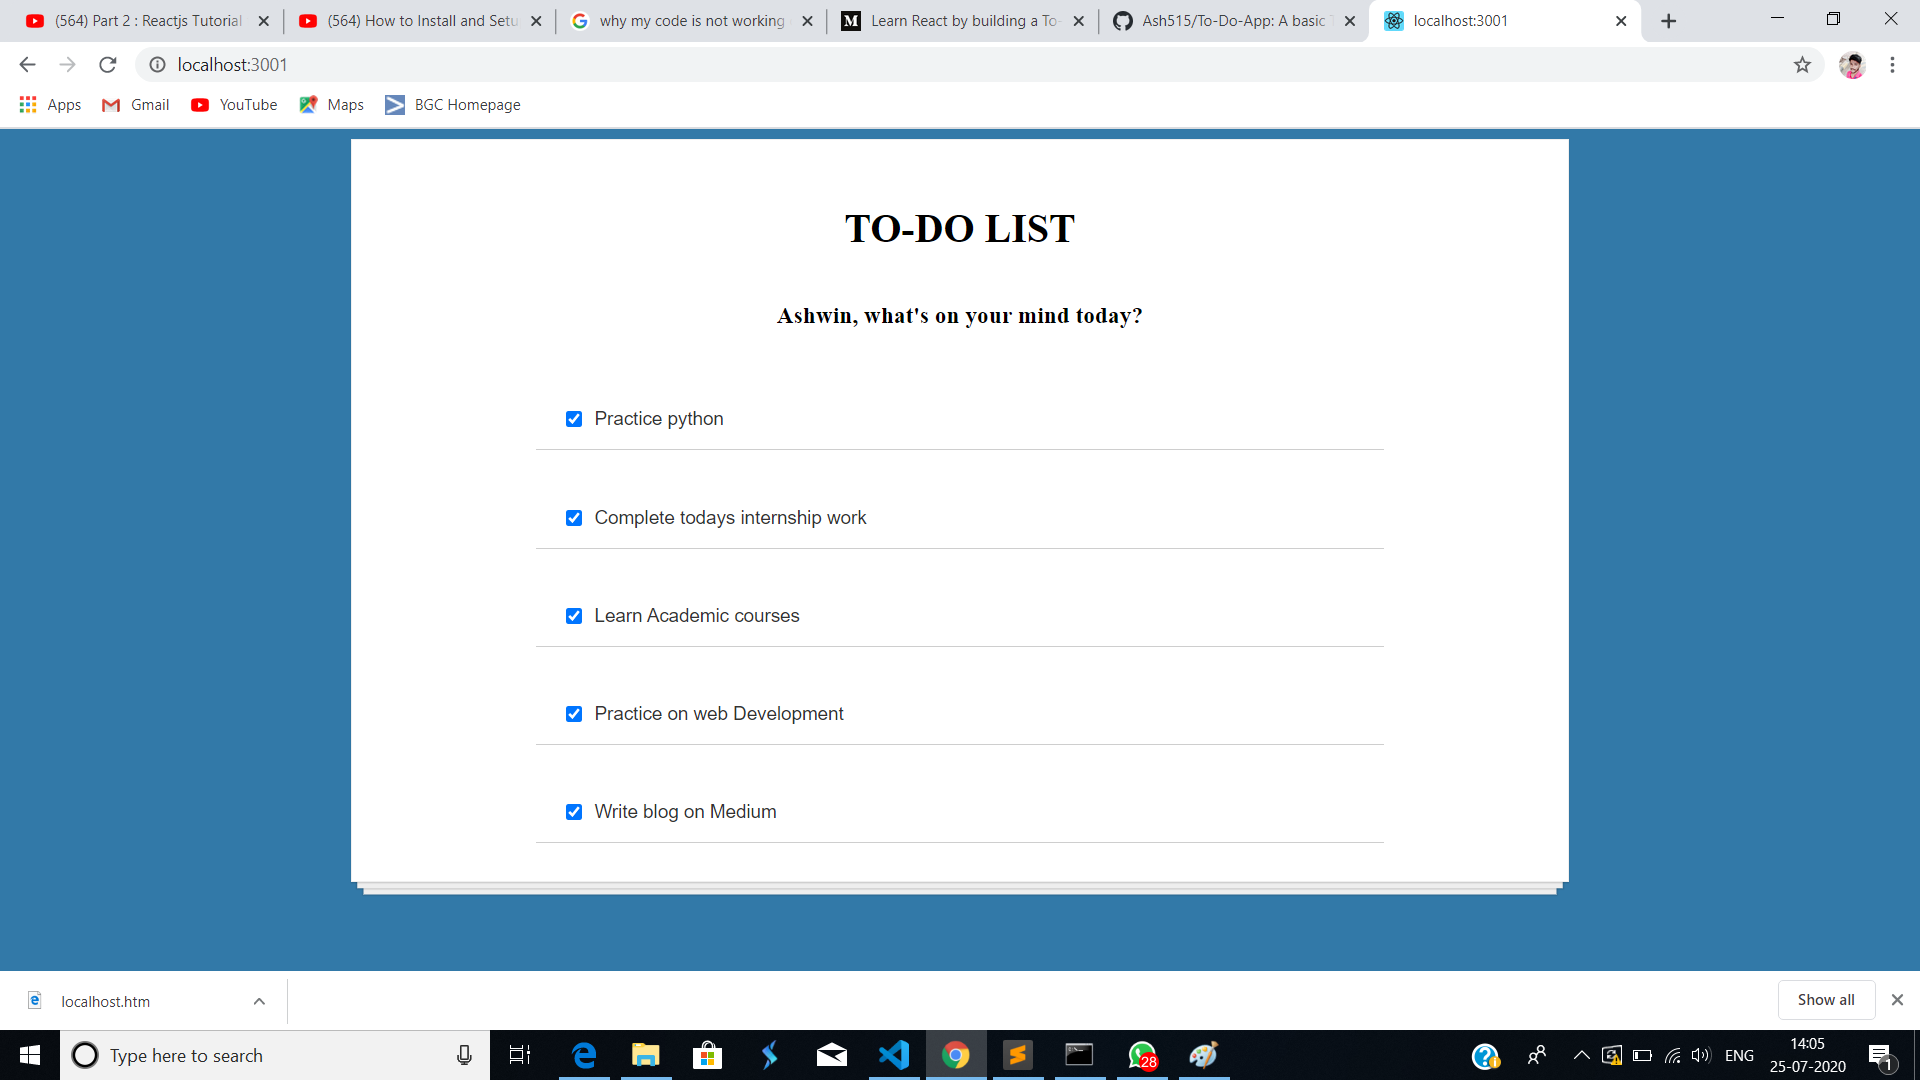 (564) Part 2 : Reactjs Tutorial
(564) How to Install and Setu
why my code is not working
Learn React by building a To-
Ash515/To-Do-App: A basic T
localhost:3001
localhost:3001
Apps
Gmail
YouTube
Maps
BGC Homepage
TO-DO LIST
Ashwin, what's on your mind today?
Practice python
Complete todays internship work
Learn Academic courses
Practice on web Development
Write blog on Medium
localhost.htm
Show all
Type here to search
28
ENG
14:05
25-07-2020
1